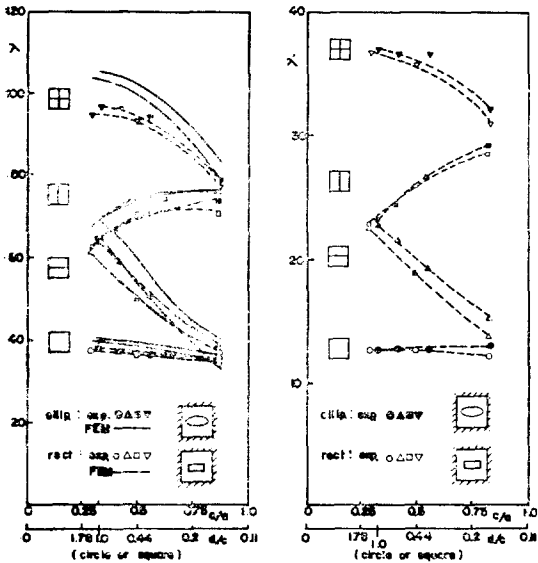 120
λ
100
80
60
40
20
0
0 0.25 0.5 0.75 c/a 1.0
1.78 1.0 0.44 0.2 d/c 0.11
(circle or square)
ellip : exp.
FEM
rect : exp.
FEM
40
λ
30
20
10
0 0.25 0.5 0.75 c/a 1.0
1.78 1.0 0.44 0.2 d/c 0.11
(circle or square)
ellip : exp
rect : exp